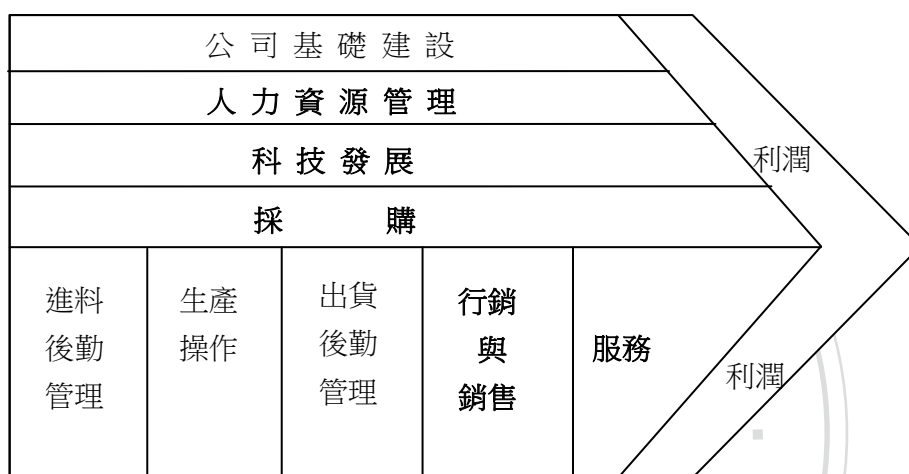 公司基礎建設
人力資源管理
科技發展
利潤
採購
進料
後勤
管理
生產
操作
出貨
後勤
管理
行銷
與
銷售
服務
利潤